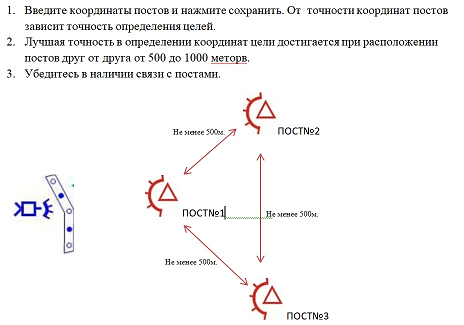 1. Введите координаты постов и нажмите сохранить. От точности координат постов
зависит точность определения целей.
2. Лучшая точность в определении координат цели достигается при расположении
постов друг от друга от 500 до 1000 меторв.
3. Убедитесь в наличии связи с постами.
Не менее 500м.
ПОСТ№2
ПОСТ№1
Не менее 500м.
Не менее 500м.
ПОСТ№3